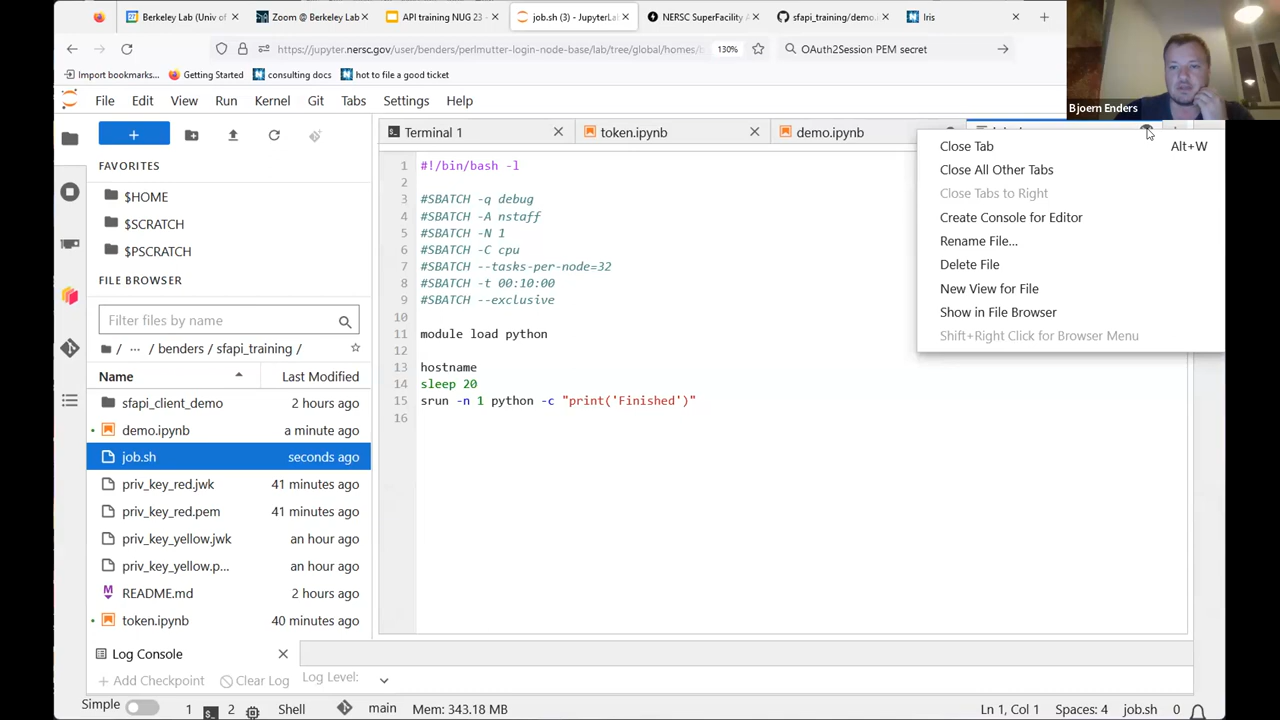 Berkeley Lab (Univ of
Zoom @ Berkeley Lab
API training NUG 23
job.sh (3) - JupyterLa
NERSC SuperFacility A
sfapi_training/demo.i
Iris
https://jupyter.nersc.gov/user/benders/perlmutter-login-node-base/lab/tree/global/homes/b
130%
OAuth2Session PEM secret
Import bookmarks...
Getting Started
consulting docs
hot to file a good ticket
Bjoern Enders
File
Edit
View
Run
Kernel
Git
Tabs
Settings
Help
Terminal 1
token.ipynb
demo.ipynb
FAVORITES
$HOME
$SCRATCH
$PSCRATCH
FILE BROWSER
Filter files by name
/ ... / benders / sfapi_training /
Name
Last Modified
sfapi_client_demo
2 hours ago
demo.ipynb
a minute ago
job.sh
seconds ago
priv_key_red.jwk
41 minutes ago
priv_key_red.pem
41 minutes ago
priv_key_yellow.jwk
an hour ago
priv_key_yellow.p...
an hour ago
README.md
2 hours ago
token.ipynb
40 minutes ago
1 #!/bin/bash -l
2
3 #SBATCH -q debug
4 #SBATCH -A nstaff
5 #SBATCH -N 1
6 #SBATCH -C cpu
7 #SBATCH --tasks-per-node=32
8 #SBATCH -t 00:10:00
9 #SBATCH --exclusive
10
11 module load python
12
13 hostname
14 sleep 20
15 srun -n 1 python -c "print('Finished')"
16
Close Tab
Alt+W
Close All Other Tabs
Close Tabs to Right
Create Console for Editor
Rename File...
Delete File
New View for File
Show in File Browser
Shift+Right Click for Browser Menu
Log Console
Add Checkpoint
Clear Log
Log Level:
Simple
1
2
Shell
main
Mem: 343.18 MB
Ln 1, Col 1
Spaces: 4
job.sh
0